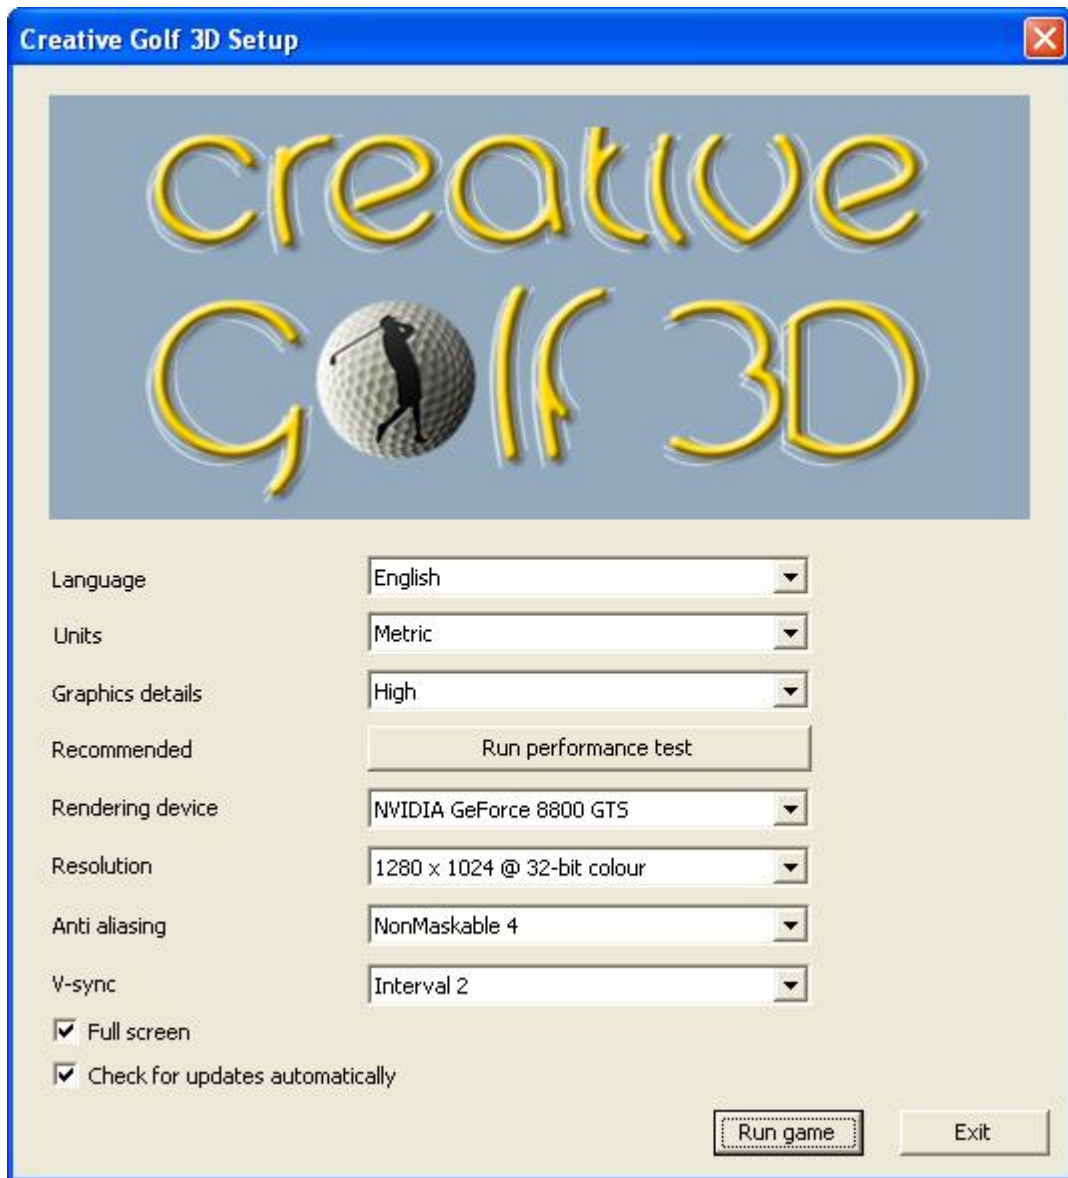 Creative Golf 3D Setup
creative
Golf 3D
Language English
Units Metric
Graphics details High
Recommended Run performance test
Rendering device NVIDIA GeForce 8800 GTS
Resolution 1280 x 1024 @ 32-bit colour
Anti aliasing NonMaskable 4
V-sync Interval 2
Full screen
Check for updates automatically
Run game Exit